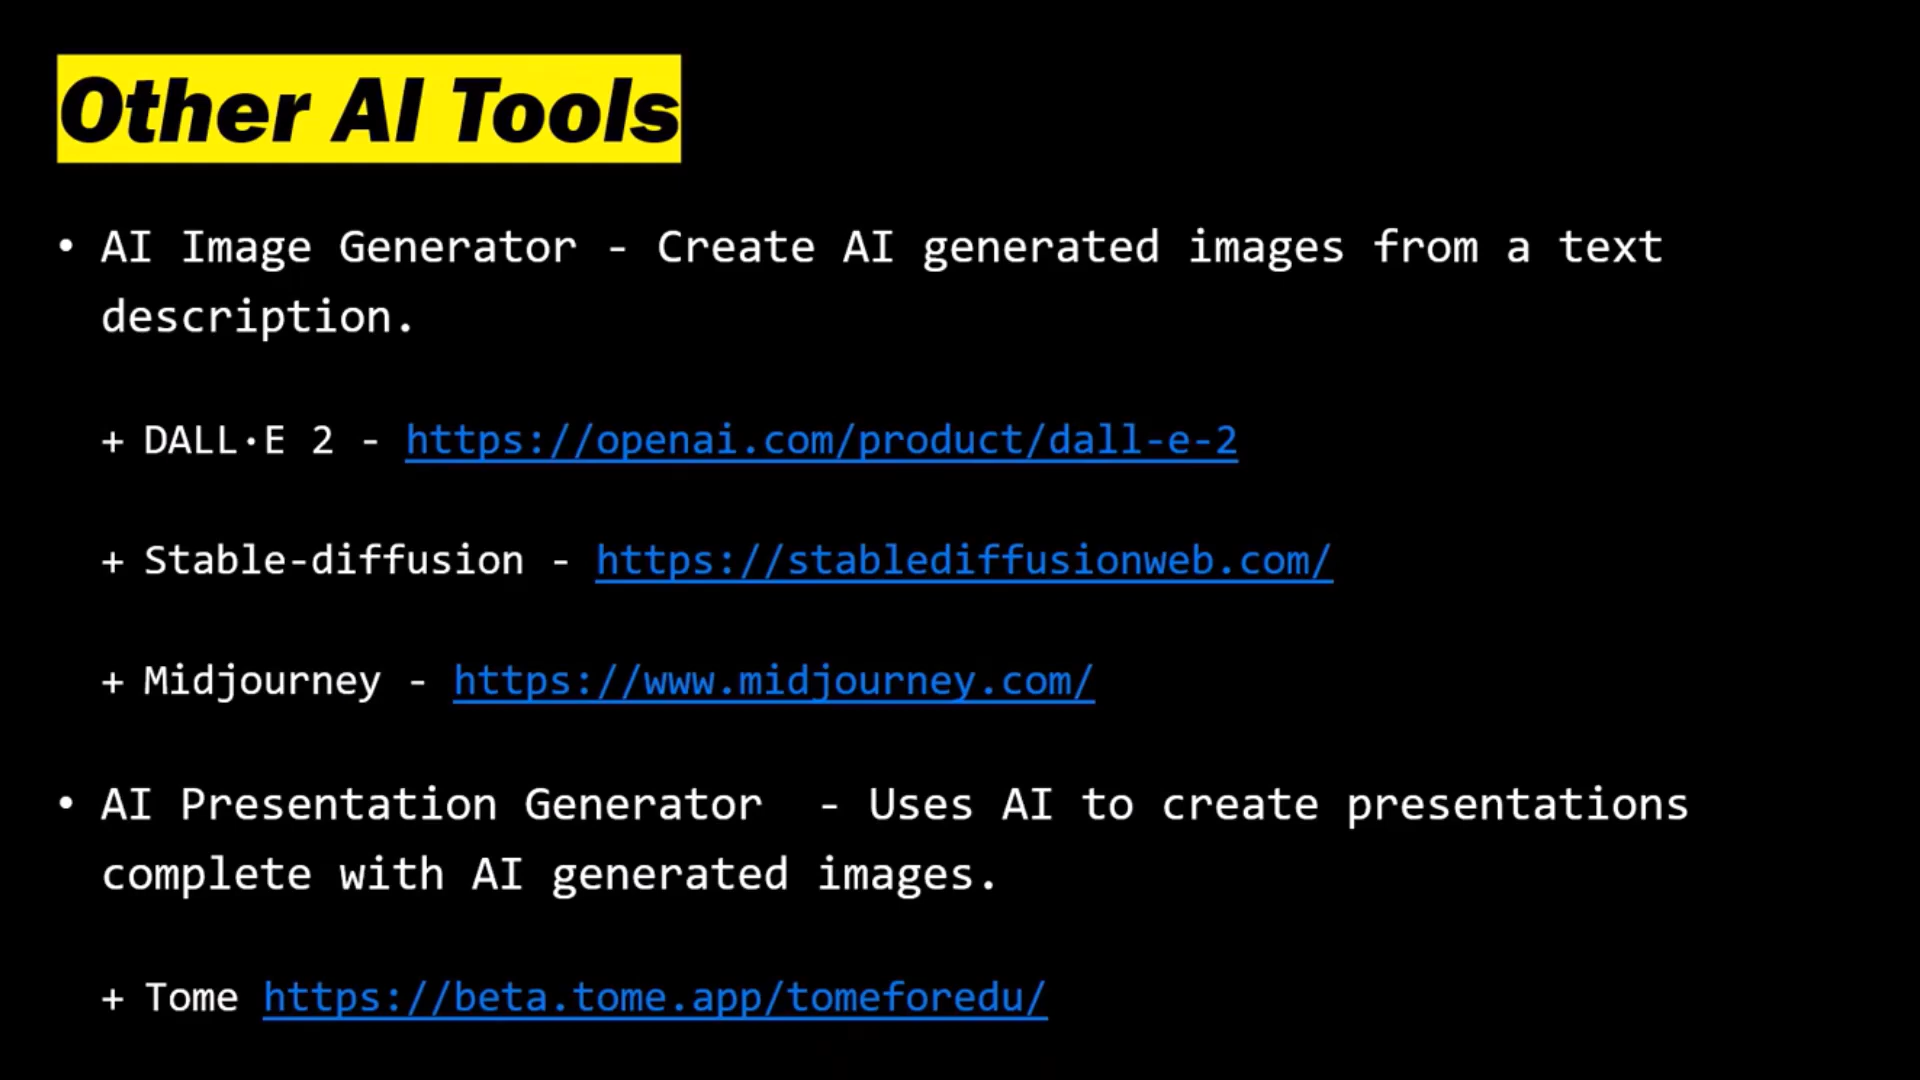 Other AI Tools
• AI Image Generator - Create AI generated images from a text
description.
+ DALL·E 2 - https://openai.com/product/dall-e-2
+ Stable-diffusion - https://stablediffusionweb.com/
+ Midjourney - https://www.midjourney.com/
• AI Presentation Generator  - Uses AI to create presentations
complete with AI generated images.
+ Tome https://beta.tome.app/tomeforedu/